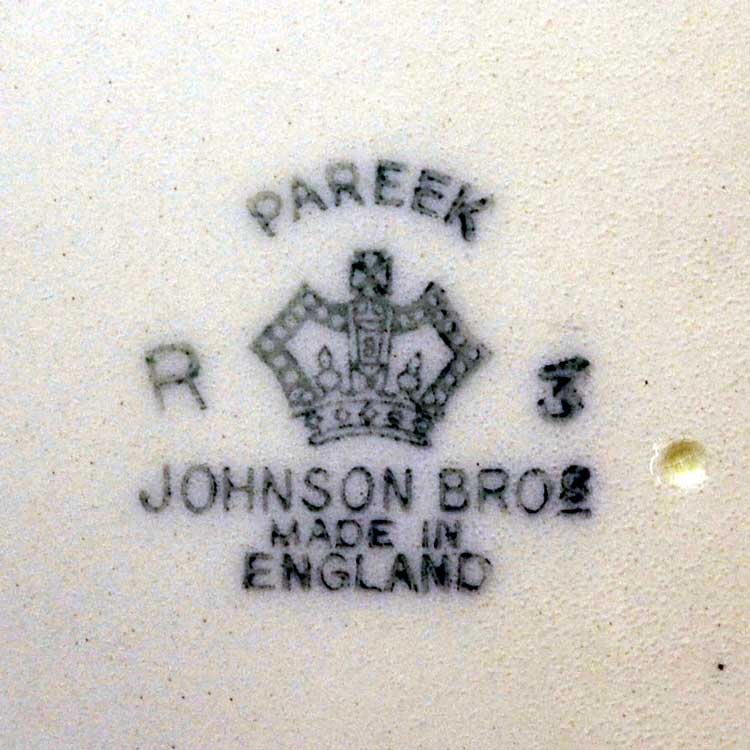 PAREEK
R 3
JOHNSON BROS
MADE IN
ENGLAND